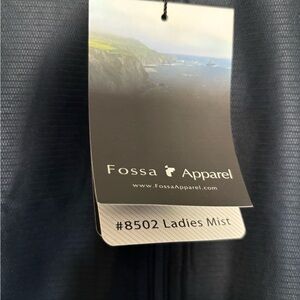 Fossa Apparel
www.FossaApparel.com
#8502 Ladies Mist